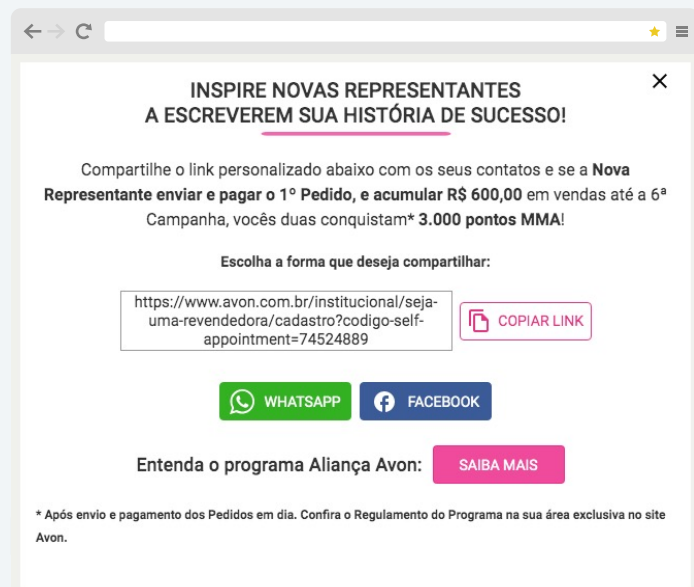 INSPIRE NOVAS REPRESENTANTES
A ESCREVEREM SUA HISTÓRIA DE SUCESSO!
Compartilhe o link personalizado abaixo com os seus contatos e se a Nova
Representante enviar e pagar o 1º Pedido, e acumular R$ 600,00 em vendas até a 6ª
Campanha, vocês duas conquistam* 3.000 pontos MMA!
Escolha a forma que deseja compartilhar:
https://www.avon.com.br/institucional/seja-
uma-revendedora/cadastro?codigo-self-
appointment=74524889
COPIAR LINK
WHATSAPP
FACEBOOK
Entenda o programa Aliança Avon:
SAIBA MAIS
* Após envio e pagamento dos Pedidos em dia. Confira o Regulamento do Programa na sua área exclusiva no site
Avon.